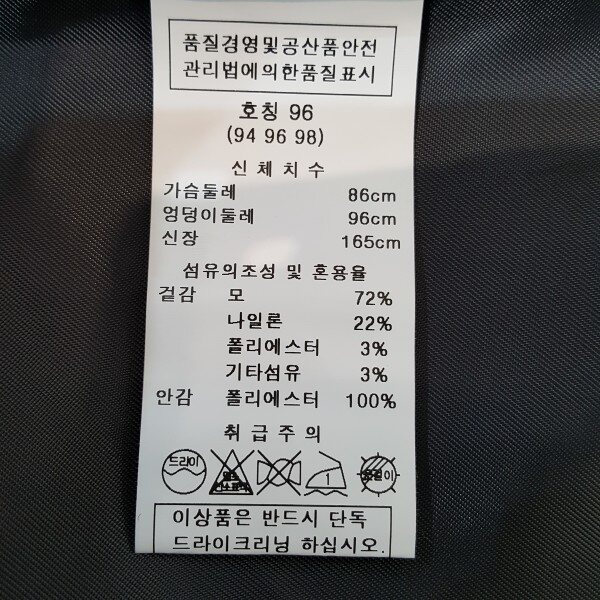 품질경영및공산품안전
관리법에의한품질표시
호칭 96
(94 96 98)
신체치수
가슴둘레 86cm
엉덩이둘레 96cm
신장 165cm
섬유의조성 및 혼용율
겉감 모 72%
나일론 22%
폴리에스터 3%
기타섬유 3%
안감 폴리에스터 100%
취급주의
드라이 1 옷걸이
이상품은 반드시 단독
드라이크리닝 하십시오.